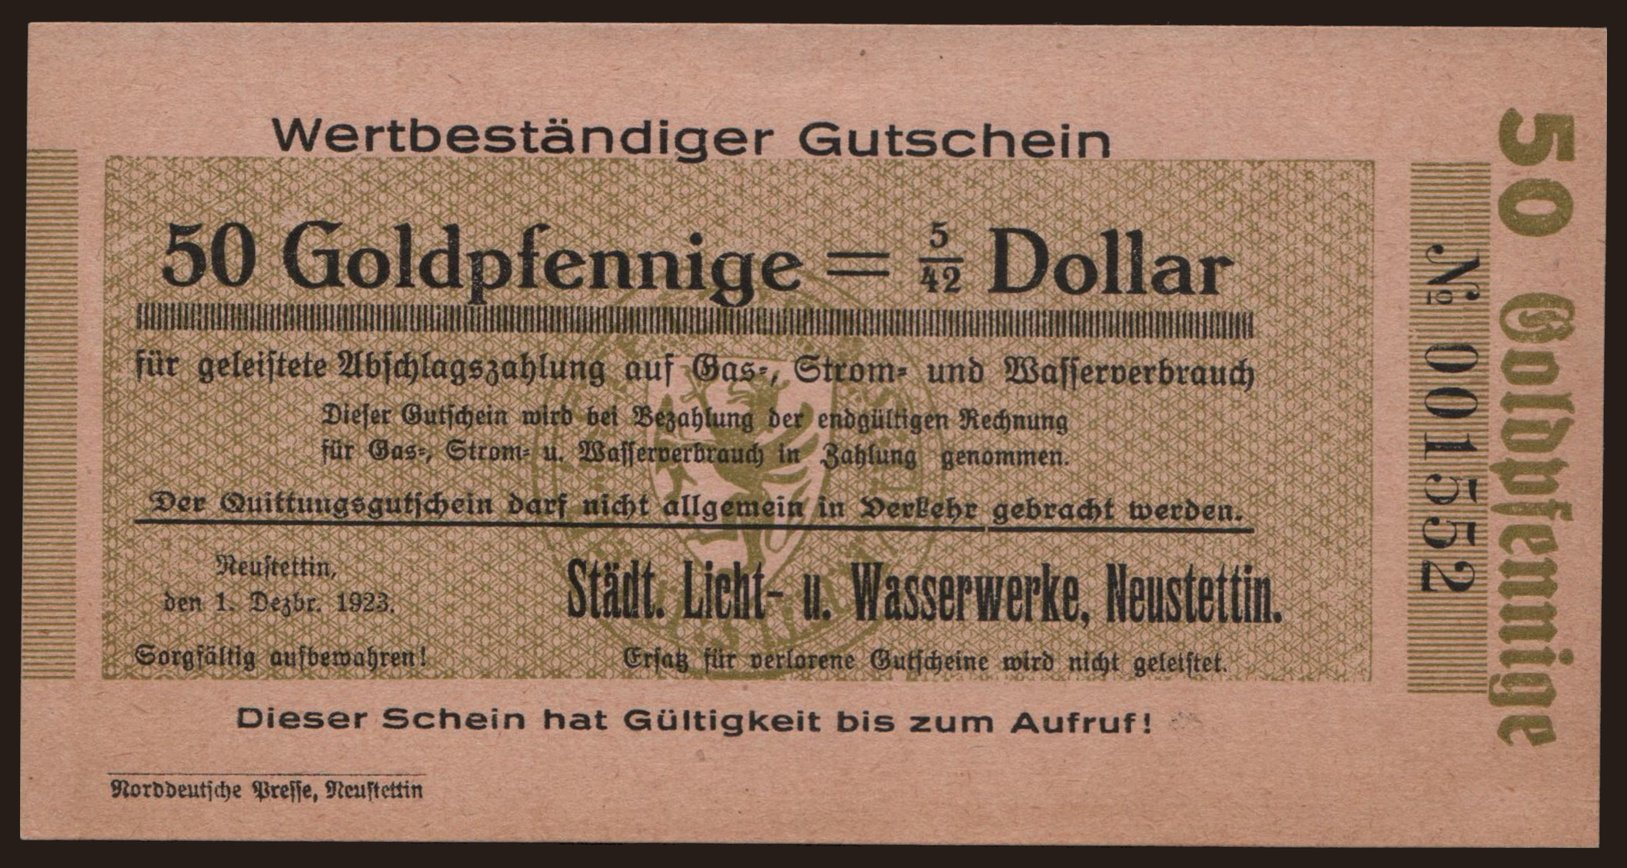 Wertbeständiger Gutschein
50 Goldpfennige = 5/42 Dollar
für geleistete Abschlagszahlung auf Gas-, Strom- und Wasserverbrauch
Dieser Gutschein wird bei Bezahlung der endgültigen Rechnung
für Gas-, Strom- u. Wasserverbrauch in Zahlung genommen.
Der Quittungsgutschein darf nicht allgemein in Verkehr gebracht werden.
Neustettin,
den 1. Dezbr. 1923.
Städt. Licht- u. Wasserwerke, Neustettin.
Sorgfältig aufbewahren!
Ersatz für verlorene Gutscheine wird nicht geleistet.
Dieser Schein hat Gültigkeit bis zum Aufruf!
Norddeutsche Presse, Neustettin
№ 001552
50 Goldpfennige